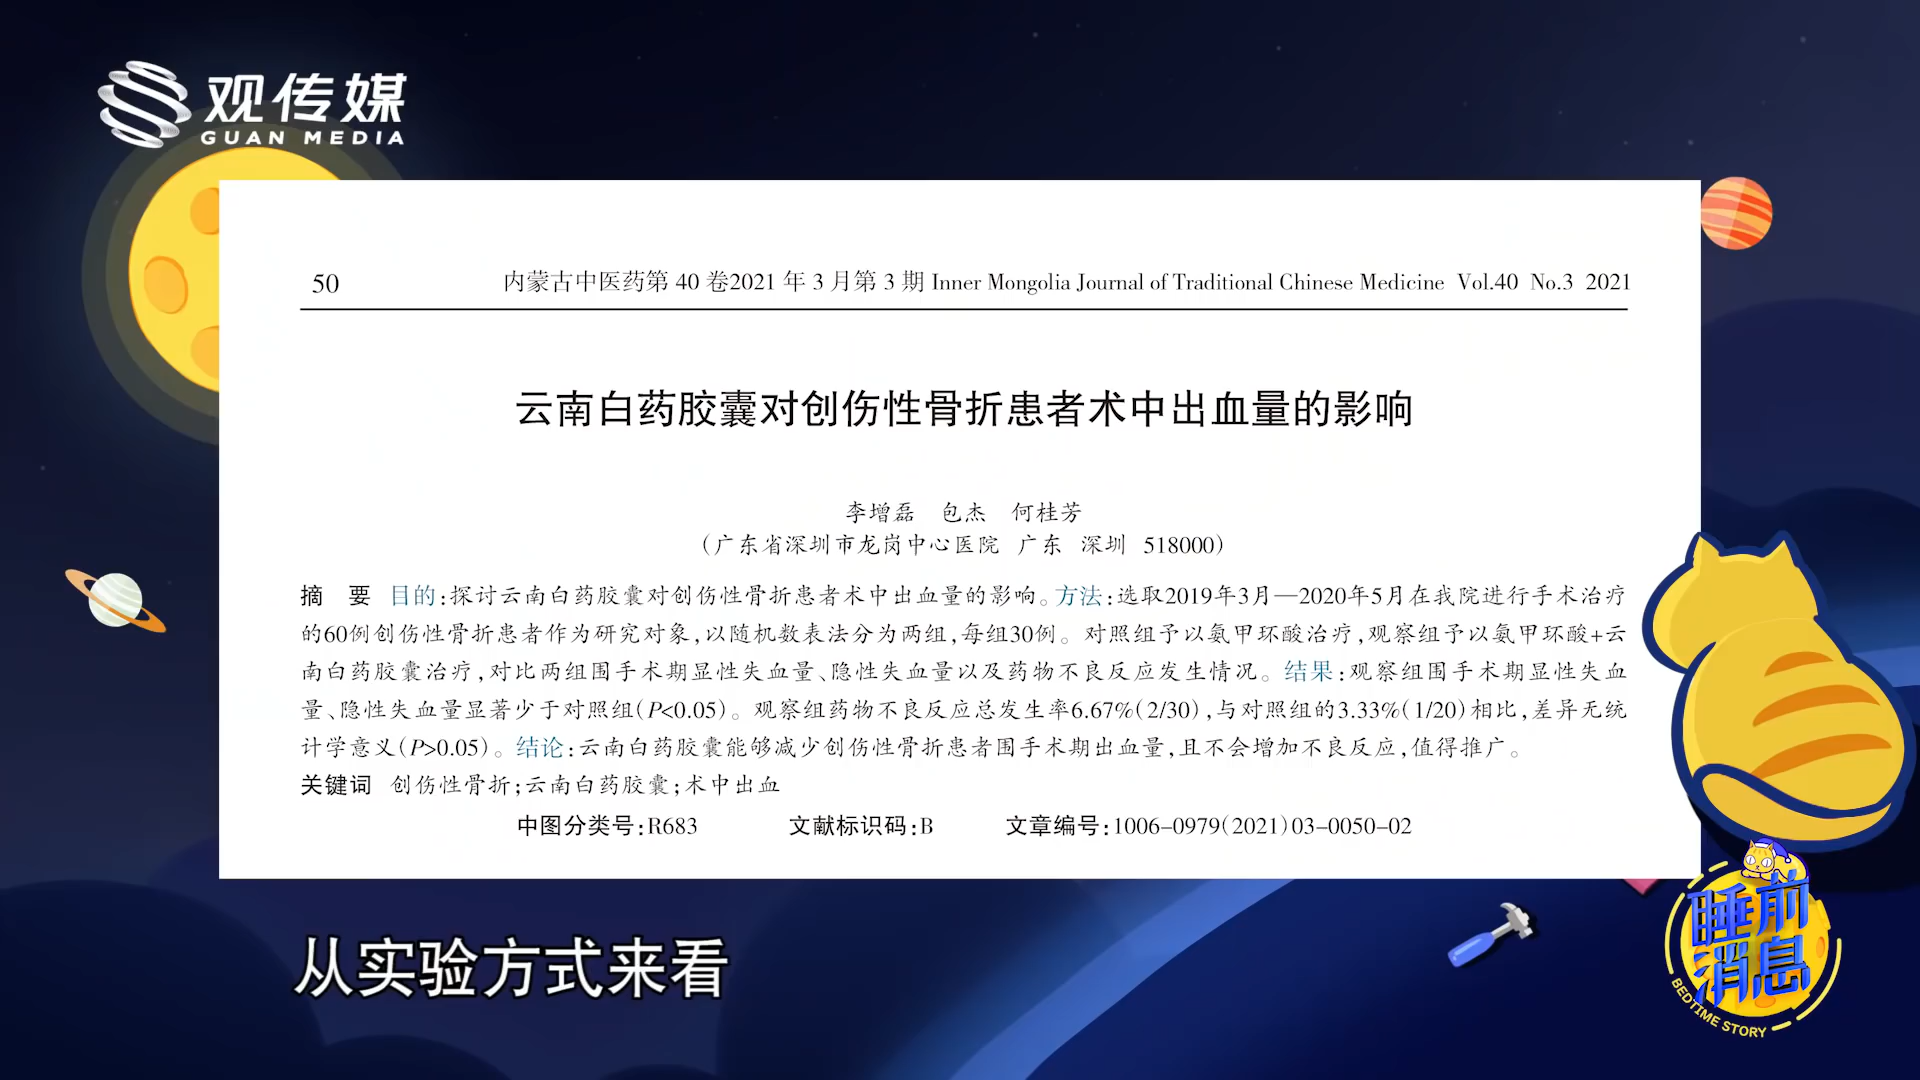 观传媒
GUAN MEDIA
50 内蒙古中医药第 40 卷2021 年 3 月第 3 期 Inner Mongolia Journal of Traditional Chinese Medicine Vol.40 No.3 2021
云南白药胶囊对创伤性骨折患者术中出血量的影响
李增磊 包杰 何桂芳
(广东省深圳市龙岗中心医院 广东 深圳 518000)
摘 要 目的:探讨云南白药胶囊对创伤性骨折患者术中出血量的影响。方法:选取2019年3月—2020年5月在我院进行手术治疗
的60例创伤性骨折患者作为研究对象,以随机数表法分为两组,每组30例。对照组予以氨甲环酸治疗,观察组予以氨甲环酸+云
南白药胶囊治疗,对比两组围手术期显性失血量、隐性失血量以及药物不良反应发生情况。结果:观察组围手术期显性失血
量、隐性失血量显著少于对照组(P<0.05)。观察组药物不良反应总发生率6.67%(2/30),与对照组的3.33%(1/20)相比,差异无统
计学意义(P>0.05)。结论:云南白药胶囊能够减少创伤性骨折患者围手术期出血量,且不会增加不良反应,值得推广。
关键词 创伤性骨折;云南白药胶囊;术中出血
中图分类号:R683 文献标识码:B 文章编号:1006-0979(2021)03-0050-02
从实验方式来看
睡前
消息
BEDTIME STORY